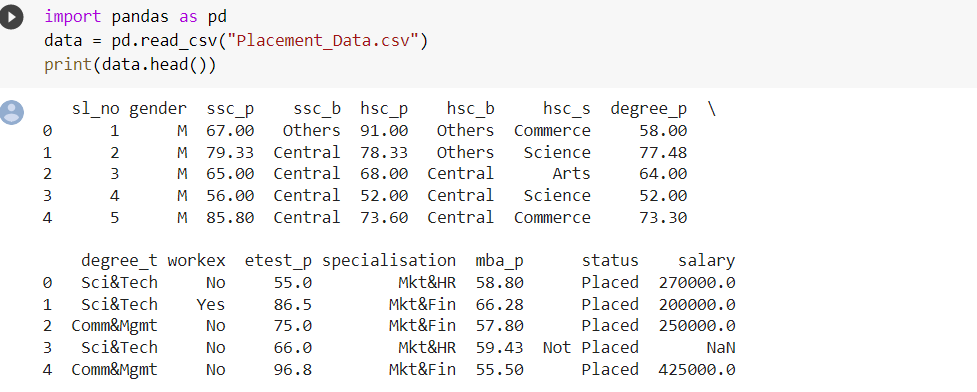 import pandas as pd
data = pd.read_csv("Placement_Data.csv")
print(data.head())
sl_no gender ssc_p ssc_b hsc_p hsc_b hsc_s degree_p \
0 1 M 67.00 Others 91.00 Others Commerce 58.00
1 2 M 79.33 Central 78.33 Others Science 77.48
2 3 M 65.00 Central 68.00 Central Arts 64.00
3 4 M 56.00 Central 52.00 Central Science 52.00
4 5 M 85.80 Central 73.60 Central Commerce 73.30
degree_t workex etest_p specialisation mba_p status salary
0 Sci&Tech No 55.0 Mkt&HR 58.80 Placed 270000.0
1 Sci&Tech Yes 86.5 Mkt&Fin 66.28 Placed 200000.0
2 Comm&Mgmt No 75.0 Mkt&Fin 57.80 Placed 250000.0
3 Sci&Tech No 66.0 Mkt&HR 59.43 Not Placed NaN
4 Comm&Mgmt No 96.8 Mkt&Fin 55.50 Placed 425000.0